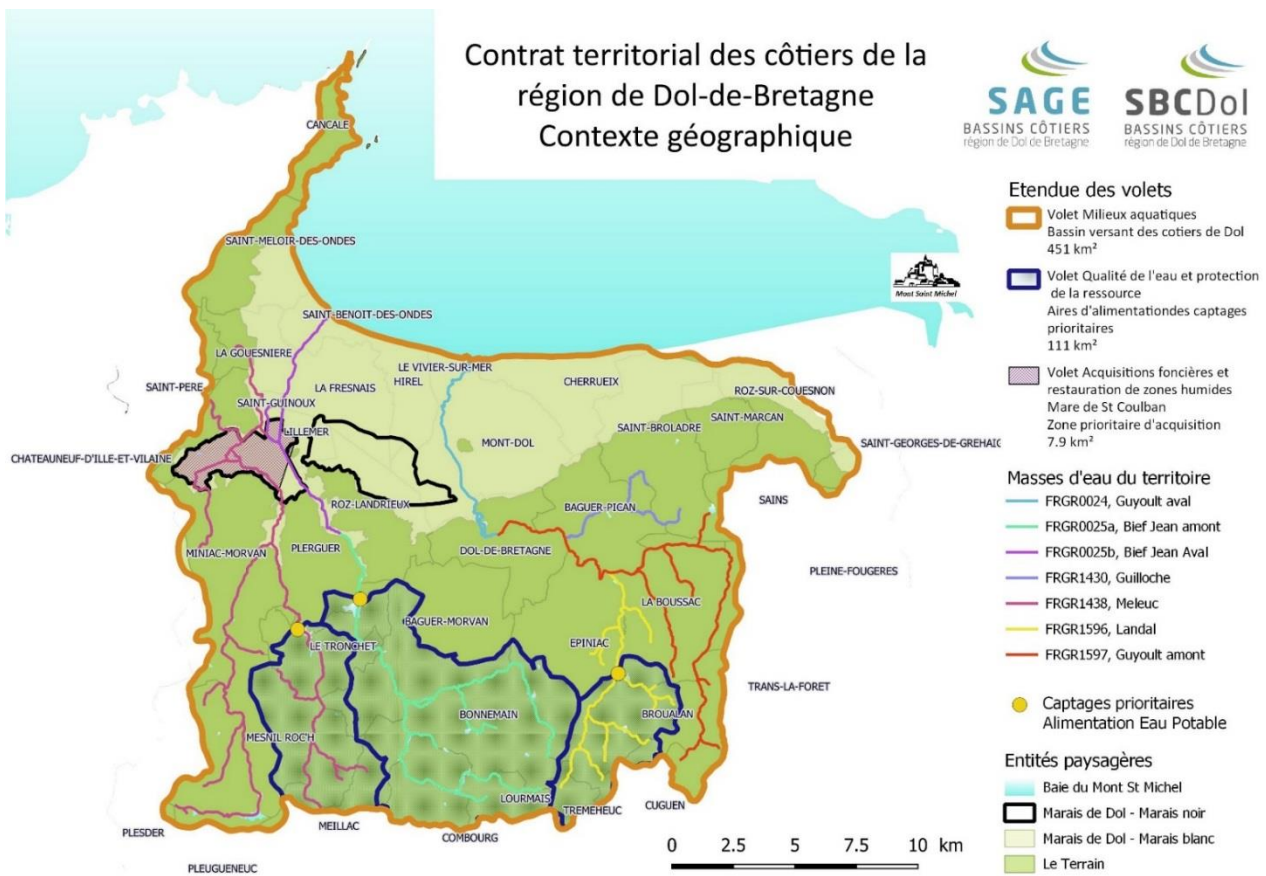 Contrat territorial des côtiers de la
région de Dol-de-Bretagne
Contexte géographique
SAGE
BASSINS CÔTIERS
région de Dol de Bretagne
SBCDol
BASSINS CÔTIERS
région de Dol de Bretagne
Etendue des volets
Volet Milieux aquatiques
Bassin versant des cotiers de Dol
451 km²
Volet Qualité de l'eau et protection
de la ressource
Aires d'alimentationdes captages
prioritaires
111 km²
Volet Acquisitions foncières et
restauration de zones humides
Mare de St Coulban
Zone prioritaire d'acquisition
7.9 km²
Masses d'eau du territoire
FRGR0024, Guyoult aval
FRGR0025a, Bief Jean amont
FRGR0025b, Bief Jean Aval
FRGR1430, Guilloche
FRGR1438, Meleuc
FRGR1596, Landal
FRGR1597, Guyoult amont
Captages prioritaires
Alimentation Eau Potable
Entités paysagères
Baie du Mont St Michel
Marais de Dol - Marais noir
Marais de Dol - Marais blanc
Le Terrain
CANCALE
SAINT-MELOIR-DES-ONDES
Mont Saint Michel
SAINT-BENOIT-DES-ONDES
LA GOUESNIERE
LE VIVIER-SUR-MER
HIREL
CHERRUEIX
SAINT-PERE
LA FRESNAIS
ROZ-SUR-COUESNON
SAINT-GUINOUX
SAINT-MARCAN
LILLEMER
SAINT-BROLADRE
MONT-DOL
SAINT-GEORGES-DE-GREHAIG
CHATEAUNEUF-D'ILLE-ET-VILAINE
SAINS
ROZ-LANDRIEUX
BAGUER-PICAN
PLERGUER
MINIAC-MORVAN
DOL-DE-BRETAGNE
PLEINE-FOUGERES
LA BOUSSAC
BAGUER-MORVAN
LE TRONCHET
EPINIAC
TRANS-LA-FORET
BONNEMAIN
BROUALAN
MESNIL ROC'H
LOURMAIS
TREMEHEUC
CUGUEN
MEILLAC
COMBOURG
PLESDER
PLEUGUENEUC
0 2.5 5 7.5 10 km